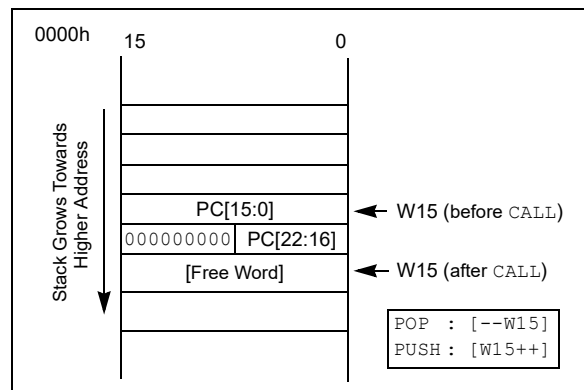 0000h
15 0
Stack Grows Towards
Higher Address
PC[15:0]
W15 (before CALL)
000000000 PC[22:16]
[Free Word]
W15 (after CALL)
POP : [--W15]
PUSH : [W15++]